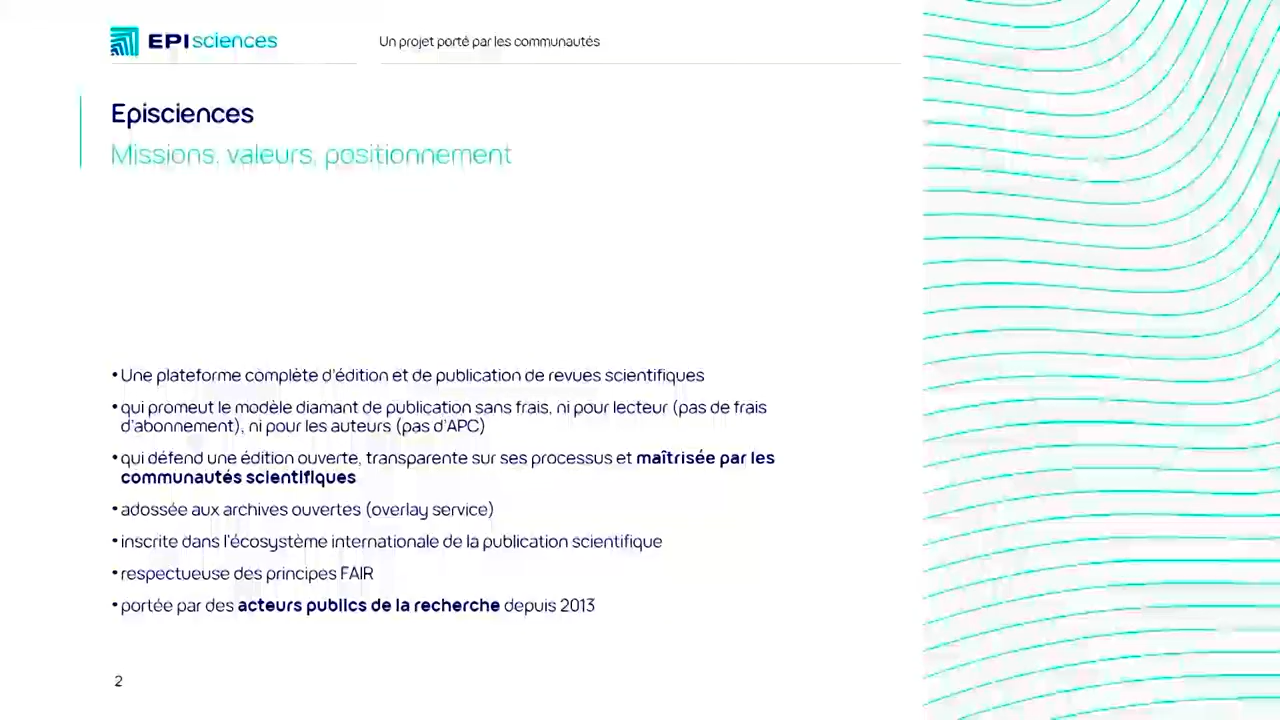 EPIsciences
Un projet porté par les communautés
Episciences
Missions, valeurs, positionnement
• Une plateforme complète d'édition et de publication de revues scientifiques
• qui promeut le modèle diamant de publication sans frais, ni pour lecteur (pas de frais
d'abonnement), ni pour les auteurs (pas d'APC)
• qui défend une édition ouverte, transparente sur ses processus et maîtrisée par les
communautés scientifiques
• adossée aux archives ouvertes (overlay service)
• inscrite dans l'écosystème internationale de la publication scientifique
• respectueuse des principes FAIR
• portée par des acteurs publics de la recherche depuis 2013
2